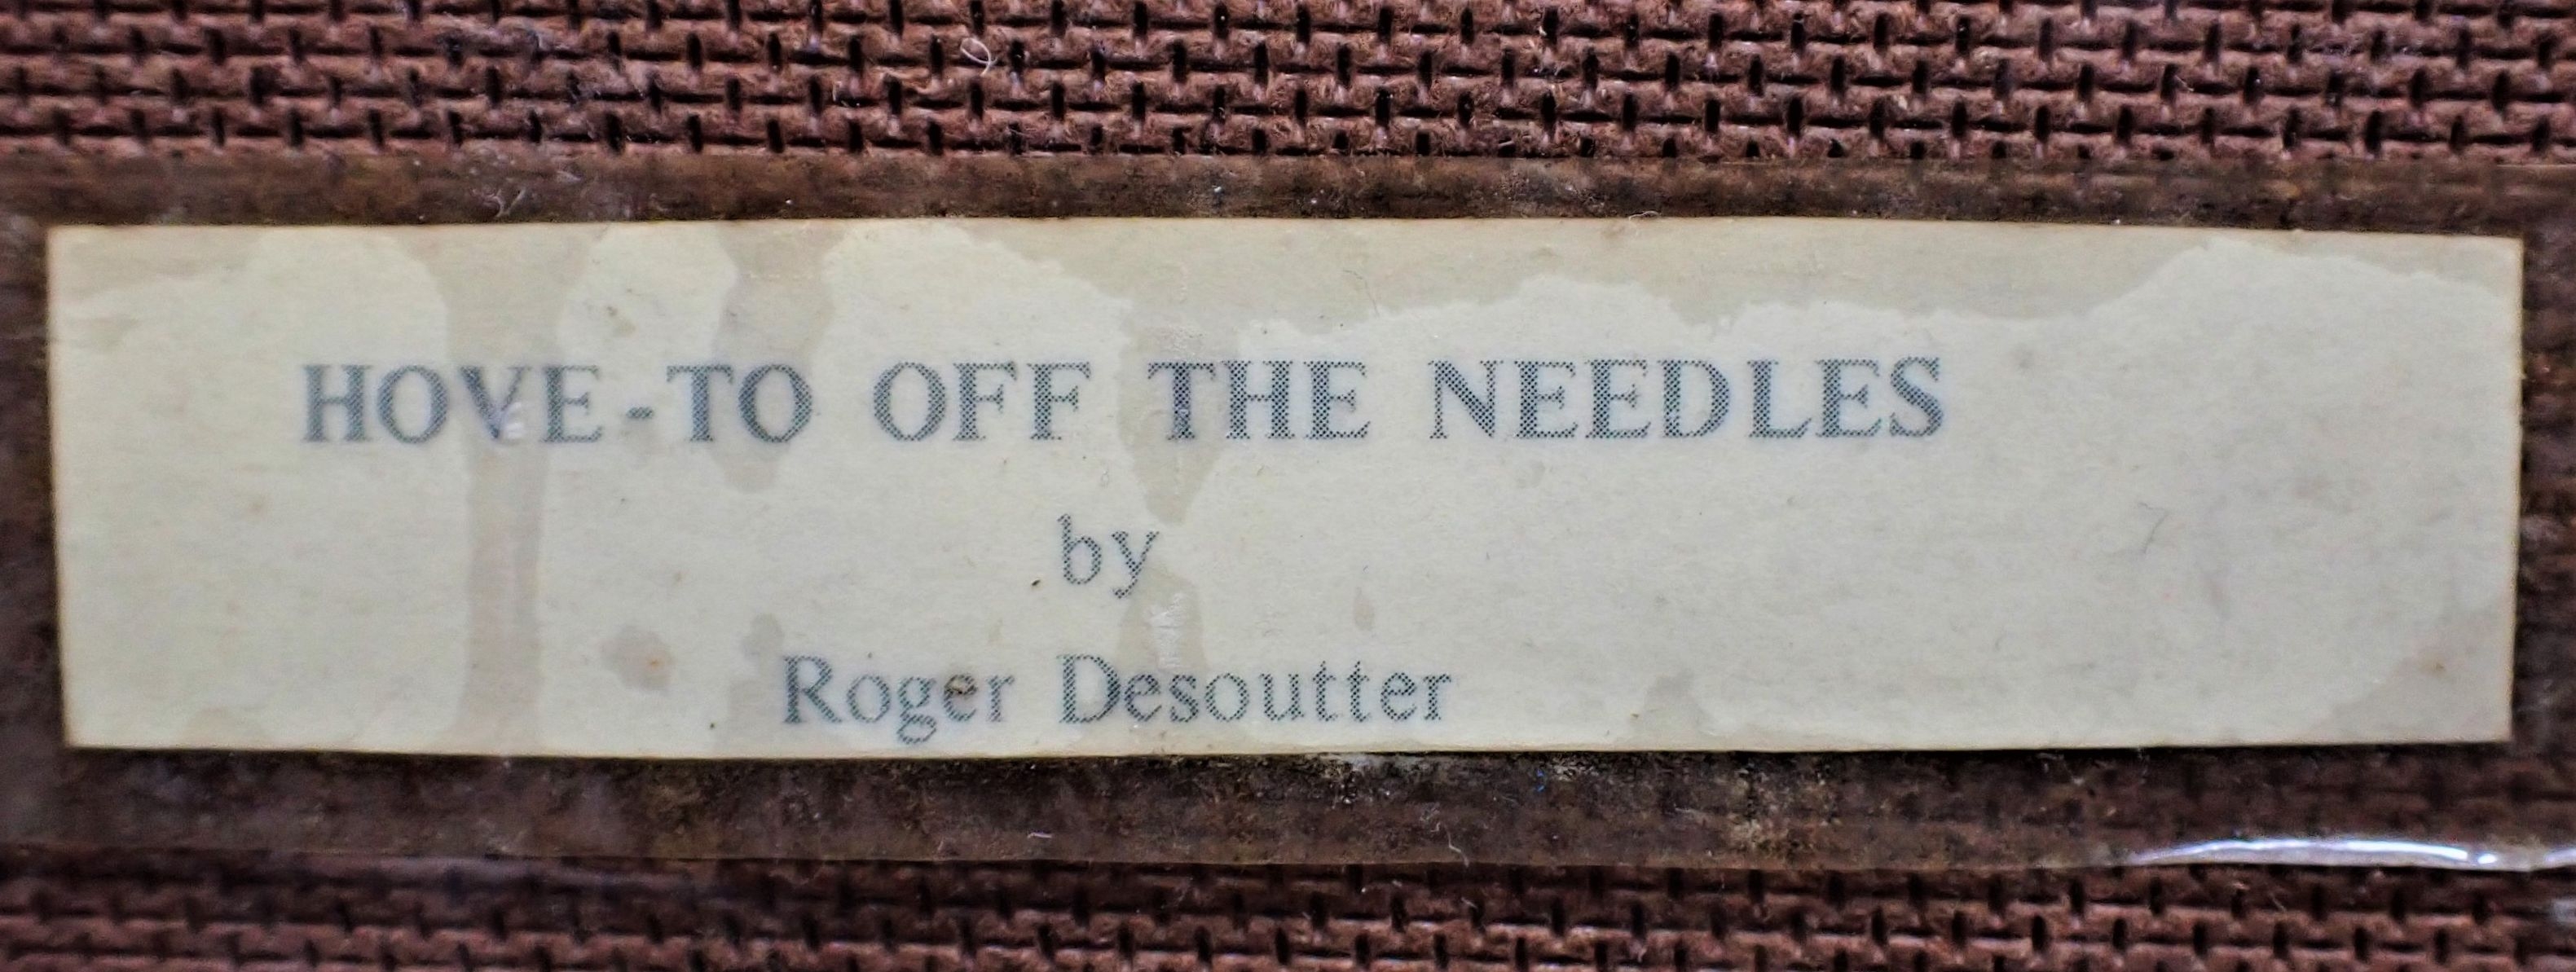 HOVE-TO OFF THE NEEDLES
by
Roger Desoutter